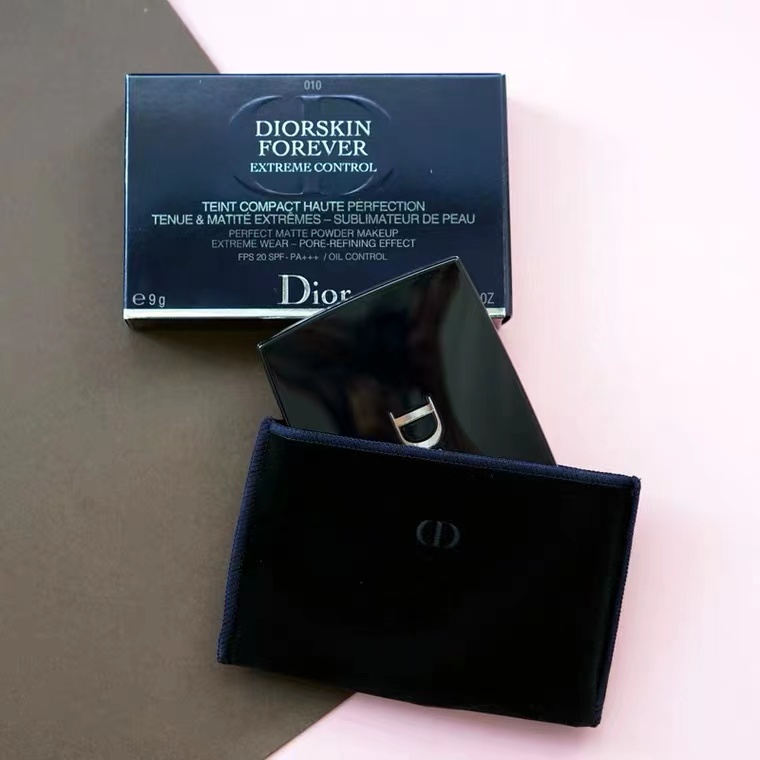 010
DIORSKIN
FOREVER
EXTREME CONTROL
TEINT COMPACT HAUTE PERFECTION
TENUE & MATITÉ EXTRÊMES – SUBLIMATEUR DE PEAU
PERFECT MATTE POWDER MAKEUP
EXTREME WEAR – PORE-REFINING EFFECT
FPS 20 SPF - PA+++ / OIL CONTROL
℮ 9 g Dior OZ
D
CD